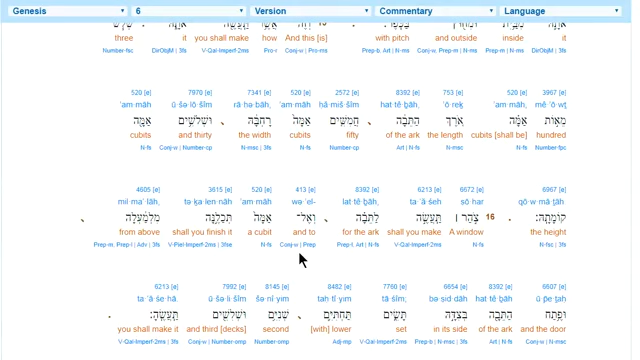 Genesis 6 Version Commentary Language
three it you shall make how And this [is] with pitch and outside inside it
Number-fsc DirObjM | 3fs V-Qal-Imperf-2ms Pro-r Conj-w | Pro-ms Prep-b, Art | N-ms Conj-w, Prep-m | N-ms Prep-m | N-ms DirObjM | 3fs
520 [e] 7970 [e] 7341 [e] 520 [e] 2572 [e] 8392 [e] 753 [e] 520 [e] 3967 [e]
’am·māh ū·šə·lō·šîm rā·ḥə·bāh, ’am·māh ḥă·miš·šîm hat·tê·ḇāh, ’ō·reḵ ’am·māh, mê·’ō·wṯ
מֵא֣וֹת אַמָּ֗ה אֹ֚רֶךְ הַתֵּבָ֔ה ، חֲמִשִּׁ֤ים אַמָּה֙ רָחְבָּ֔הּ ، וּשְׁלֹשִׁ֥ים אַמָּ֖ה
cubits and thirty the width cubits fifty of the ark the length cubits [shall be] hundred
N-fs Conj-w | Number-cp N-msc | 3fs N-fs Number-cp Art | N-fs N-msc N-fs Number-fpc
4605 [e] 3615 [e] 520 [e] 413 [e] 8392 [e] 6213 [e] 6672 [e] 6967 [e]
mil·ma‘·lāh, tə·ḵa·len·nāh ’am·māh wə·’el- lat·tê·ḇāh, ta·‘ă·śeh ṣō·har qō·w·mā·ṯāh
קוֹמָתָֽהּ׃ . 16 צֹ֣הַר ׀ תַּעֲשֶׂ֣ה לַתֵּבָ֗ה ، וְאֶל־ אַמָּה֙ תְּכַלֶּ֣נָּה מִלְמַ֔עְלָה ،
from above shall you finish it a cubit and to for the ark you shall make A window the height
Prep-m, Prep-l | Adv | 3fs V-Piel-Imperf-2ms | 3fse N-fs Conj-w | Prep Prep-l, Art | N-fs V-Qal-Imperf-2ms N-fs N-fsc | 3fs
6213 [e] 7992 [e] 8145 [e] 8482 [e] 7760 [e] 6654 [e] 8392 [e] 6607 [e]
ta·‘ă·śe·hā. ū·šə·li·šîm šə·nî·yim taḥ·tî·yim tā·śîm; bə·ṣid·dāh hat·tê·ḇāh ū·p̄e·ṯaḥ
וּפֶ֥תַח הַתֵּבָ֖ה בְּצִדָּ֣הּ תָּשִׂ֑ים תַּחְתִּיִּ֛ם שְׁנִיִּ֥ם וּשְׁלִשִׁ֖ים תַּֽעֲשֶֽׂהָ׃ .
you shall make it and third [decks] second [with] lower set in its side of the ark and the door
V-Qal-Imperf-2ms | 3fs Conj-w | Number-omp Number-omp Adj-mp V-Qal-Imperf-2ms Prep-b | N-msc | 3fs Art | N-fs Conj-w | N-ms